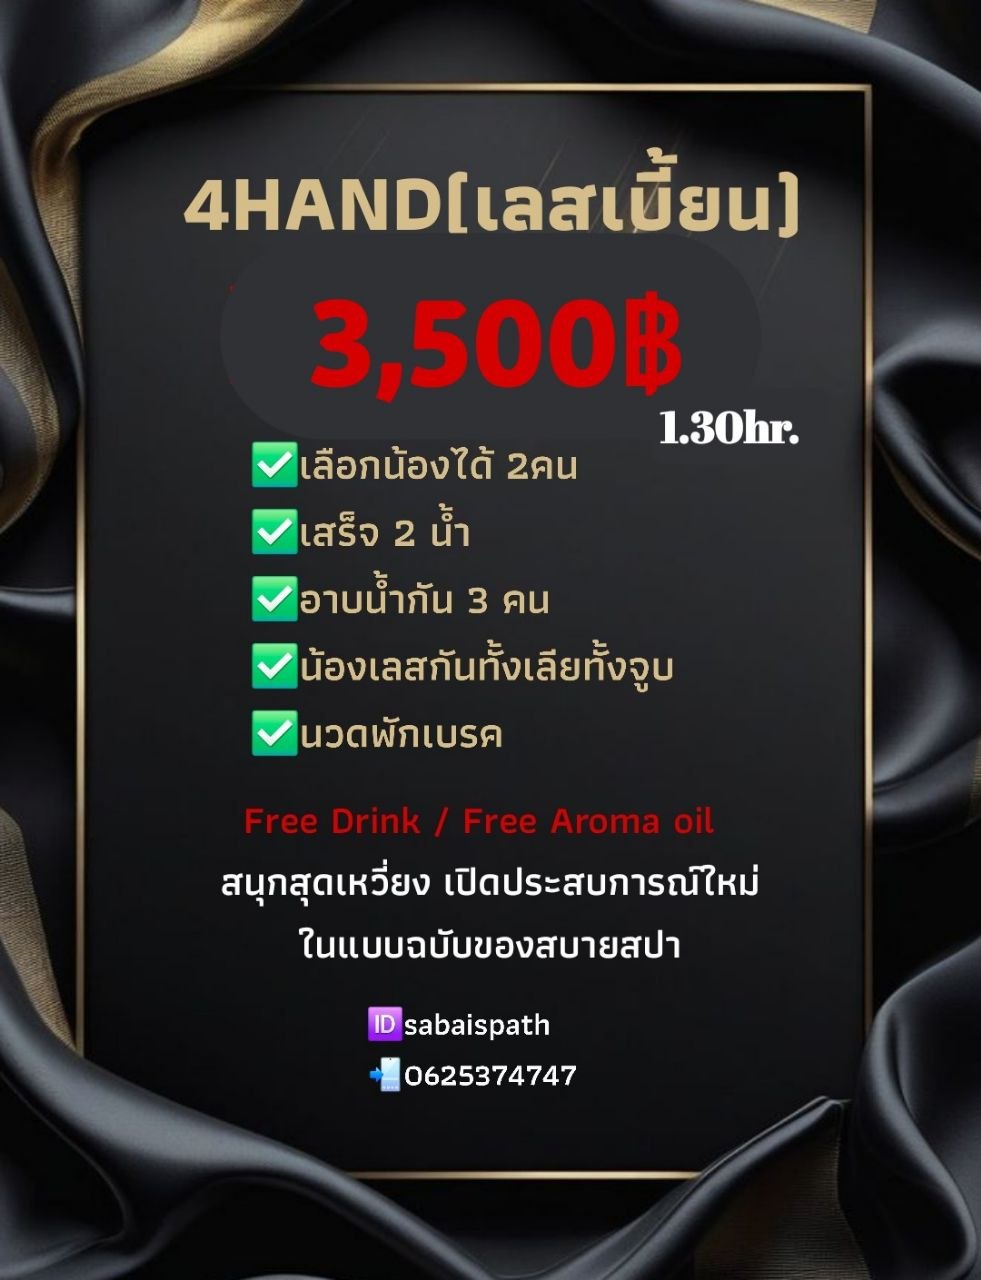 4HAND(เลสเบี้ยน)
3,500฿
1.30hr.
✅เลือกน้องได้ 2คน
✅เสร็จ 2 น้ำ
✅อาบน้ำกัน 3 คน
✅น้องเลสกันทั้งเลียทั้งจูบ
✅นวดพักเบรค
Free Drink / Free Aroma oil
สนุกสุดเหวี่ยง เปิดประสบการณ์ใหม่
ในแบบฉบับของสบายสปา
🆔sabaispath
📲0625374747